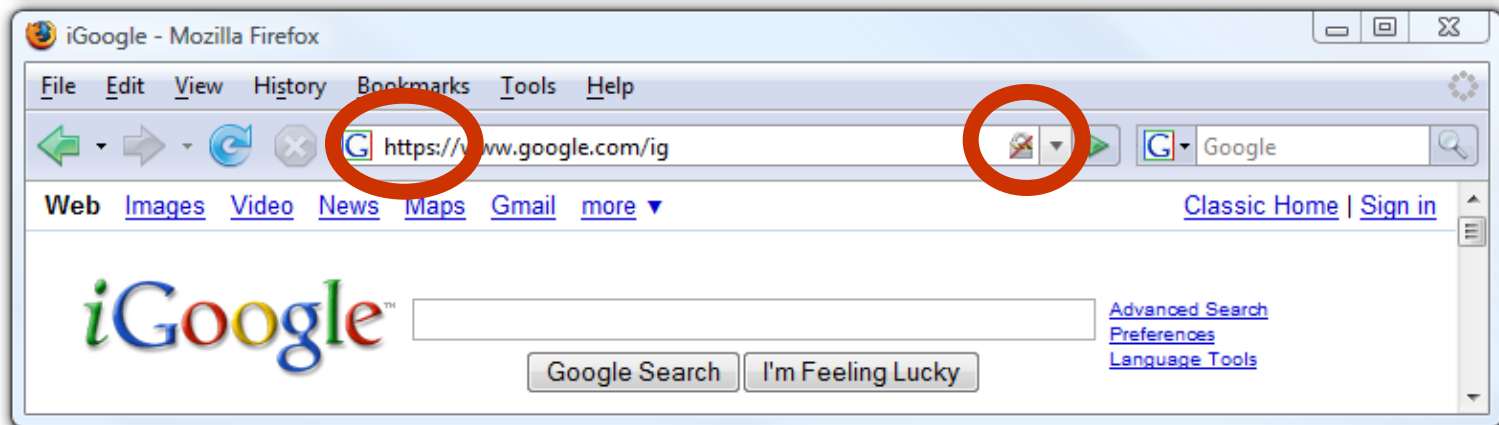 iGoogle - Mozilla Firefox
File Edit View History Bookmarks Tools Help
G https://www.google.com/ig G Google
Web Images Video News Maps Gmail more ▼ Classic Home | Sign in
iGoogle™
Advanced Search
Preferences
Language Tools
Google Search I'm Feeling Lucky